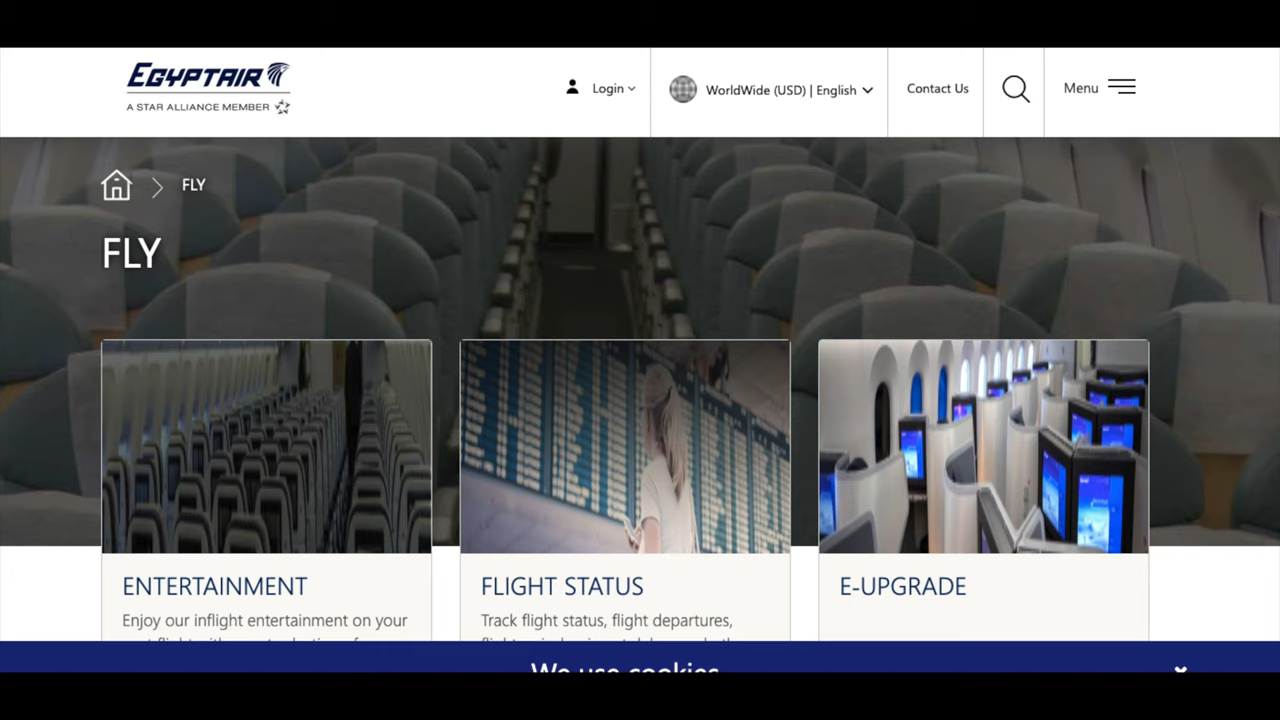 EGYPTAIR
A STAR ALLIANCE MEMBER
Login
WorldWide (USD) | English
Contact Us
Menu
FLY
FLY
ENTERTAINMENT
Enjoy our inflight entertainment on your
FLIGHT STATUS
Track flight status, flight departures,
E-UPGRADE
We use cookies